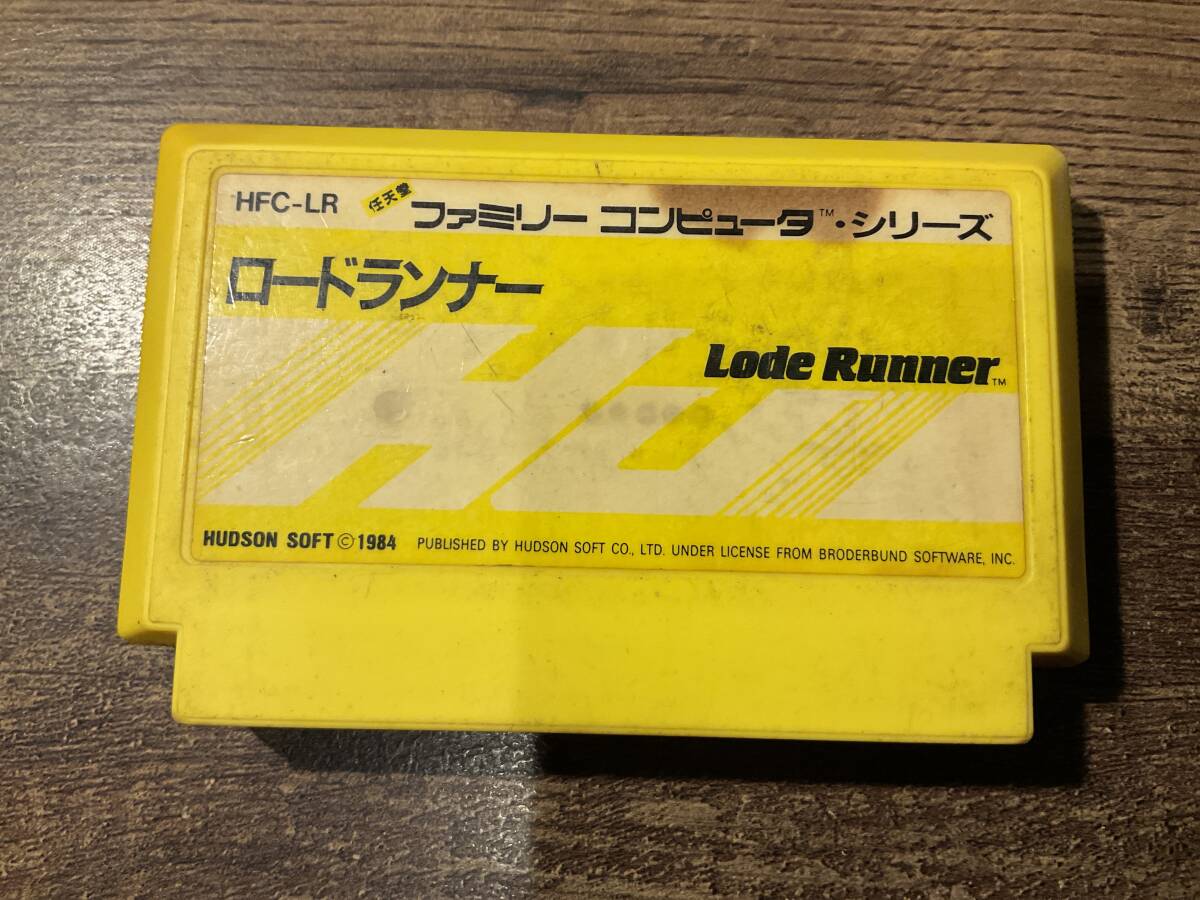 HFC-LR 任天堂 ファミリー コンピュータ™・シリーズ
ロードランナー
Lode Runner™
HUDSON SOFT © 1984 PUBLISHED BY HUDSON SOFT CO., LTD. UNDER LICENSE FROM BRODERBUND SOFTWARE, INC.